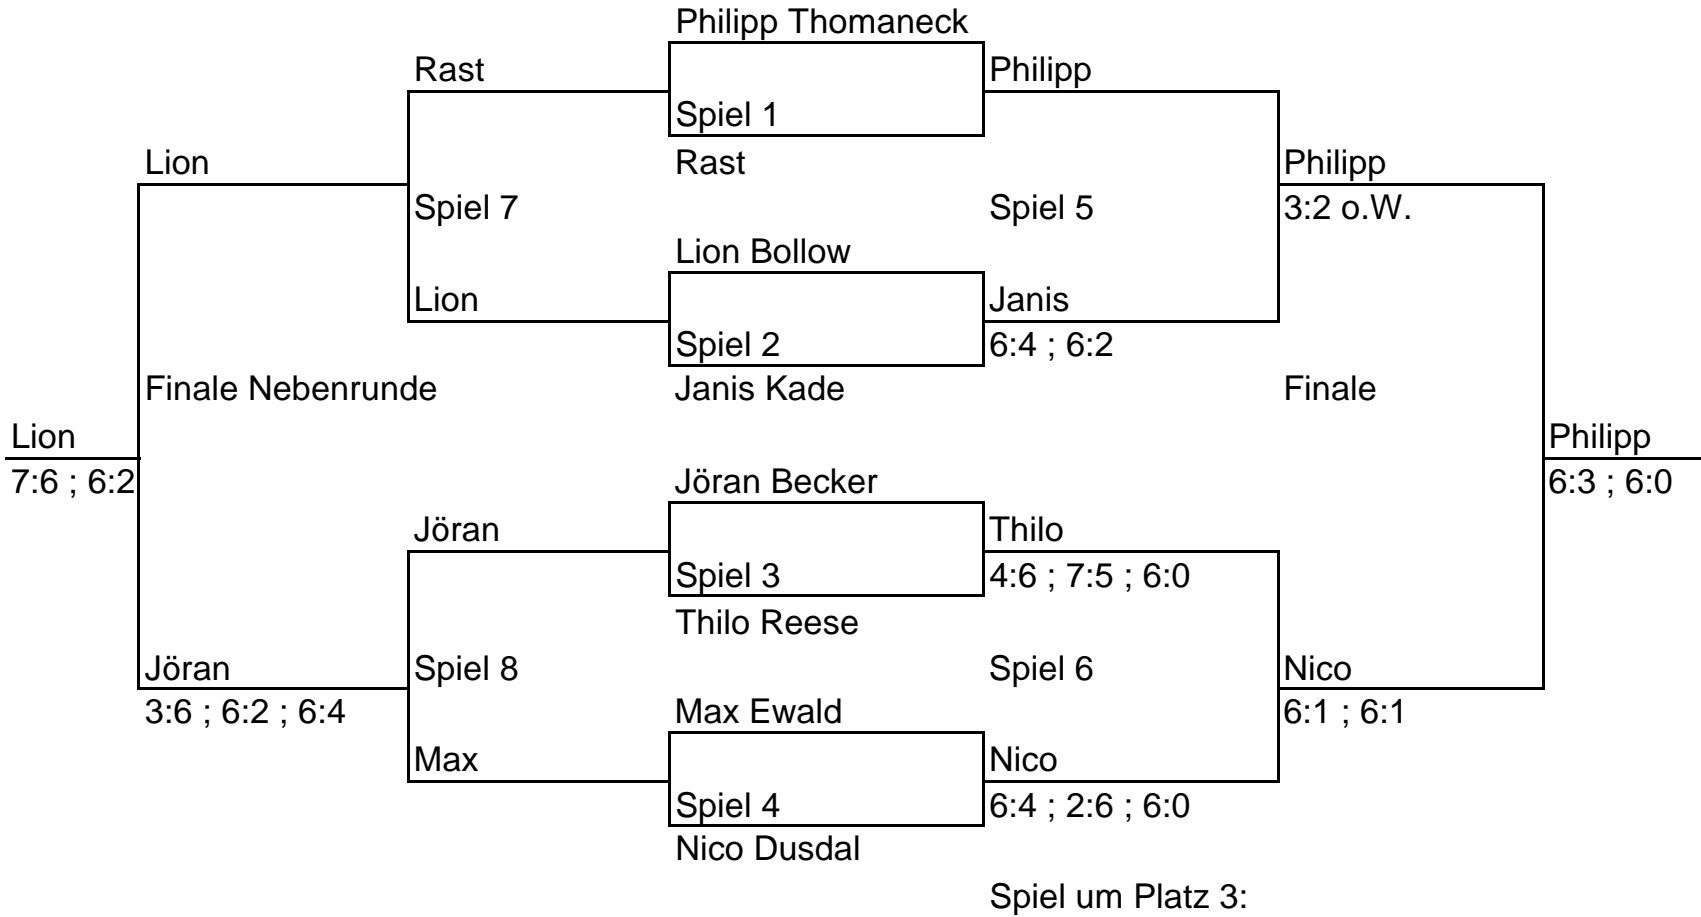 Philipp Thomaneck
Rast Philipp
Spiel 1
Lion Rast Philipp
Spiel 7 Spiel 5 3:2 o.W.
Lion Bollow
Lion Janis
Spiel 2 6:4 ; 6:2
Finale Nebenrunde Janis Kade Finale
Lion Philipp
7:6 ; 6:2 Jöran Becker 6:3 ; 6:0
Jöran Thilo
Spiel 3 4:6 ; 7:5 ; 6:0
Thilo Reese
Jöran Spiel 8 Spiel 6 Nico
3:6 ; 6:2 ; 6:4 Max Ewald 6:1 ; 6:1
Max Nico
Spiel 4 6:4 ; 2:6 ; 6:0
Nico Dusdal
Spiel um Platz 3: